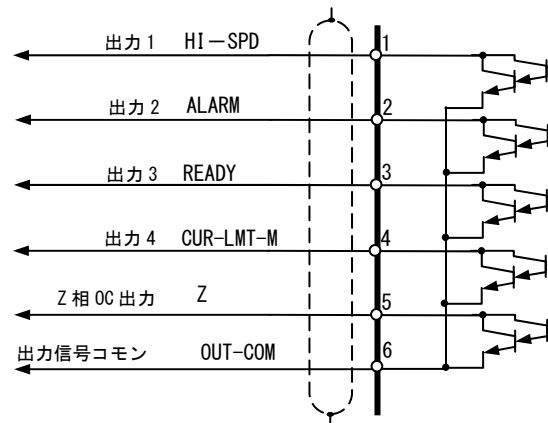 出力1 HI－SPD 1
出力2 ALARM 2
出力3 READY 3
出力4 CUR-LMT-M 4
Z相OC出力 Z 5
出力信号コモン OUT-COM 6